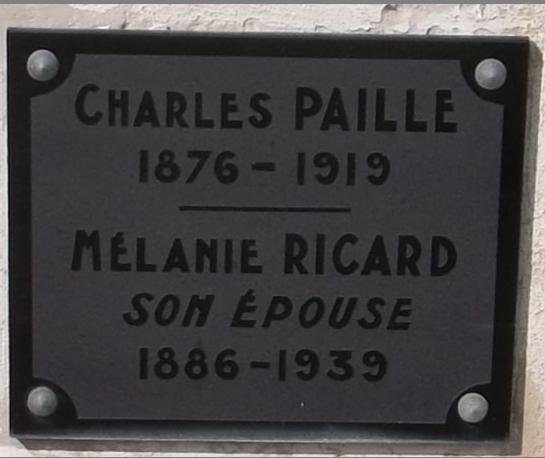 CHARLES PAILLE
1876 - 1919
MÉLANIE RICARD
SON ÉPOUSE
1886 - 1939